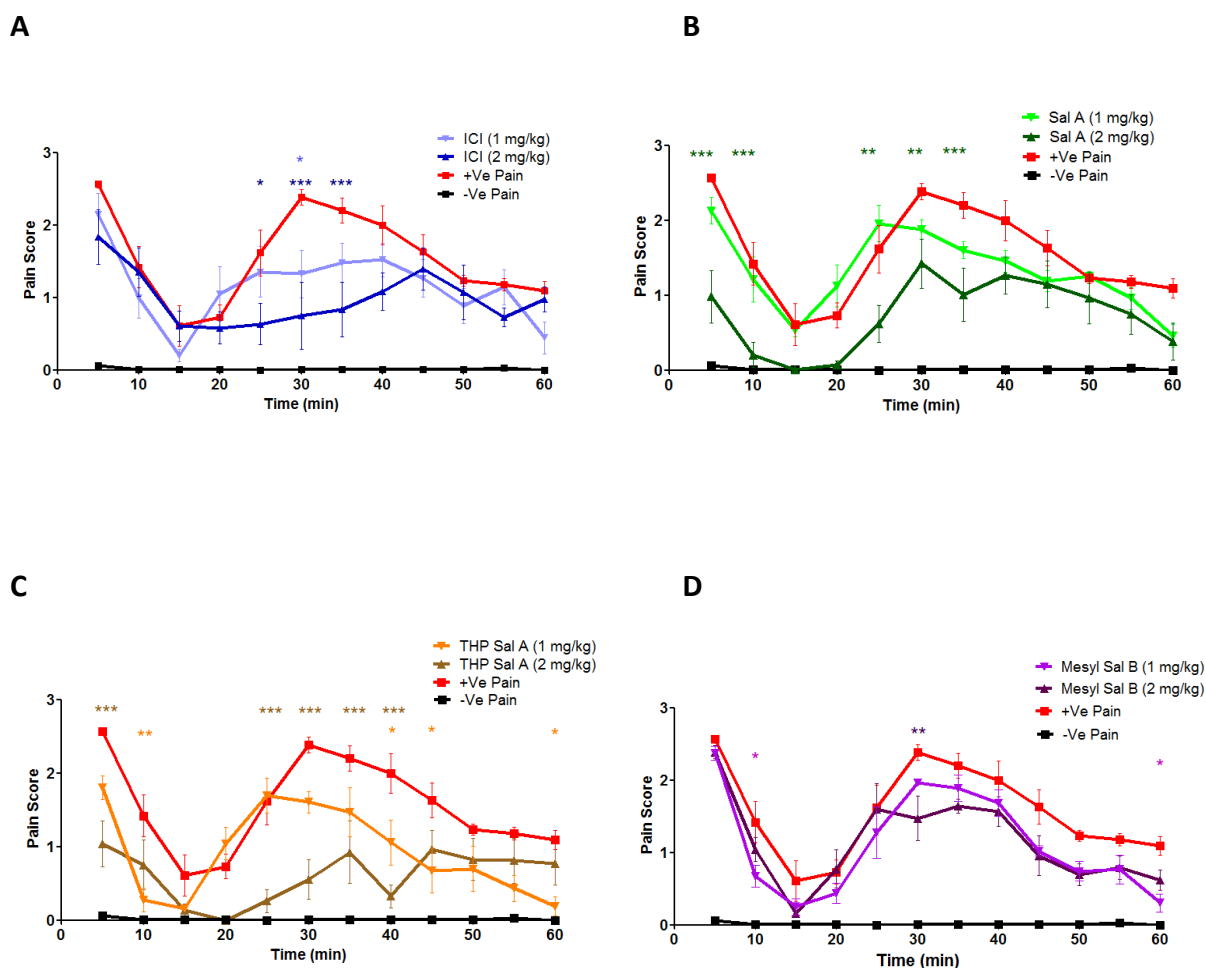 A
ICI (1 mg/kg)
ICI (2 mg/kg)
+Ve Pain
-Ve Pain
*
* *** ***
3
2
1
0
Pain Score
0 10 20 30 40 50 60
Time (min)
B
Sal A (1 mg/kg)
Sal A (2 mg/kg)
+Ve Pain
-Ve Pain
*** *** ** ** ***
3
2
1
0
Pain Score
0 10 20 30 40 50 60
Time (min)
C
THP Sal A (1 mg/kg)
THP Sal A (2 mg/kg)
+Ve Pain
-Ve Pain
*** *** *** *** ***
** * * *
3
2
1
0
Pain Score
0 10 20 30 40 50 60
Time (min)
D
Mesyl Sal B (1 mg/kg)
Mesyl Sal B (2 mg/kg)
+Ve Pain
-Ve Pain
**
* *
3
2
1
0
Pain Score
0 10 20 30 40 50 60
Time (min)